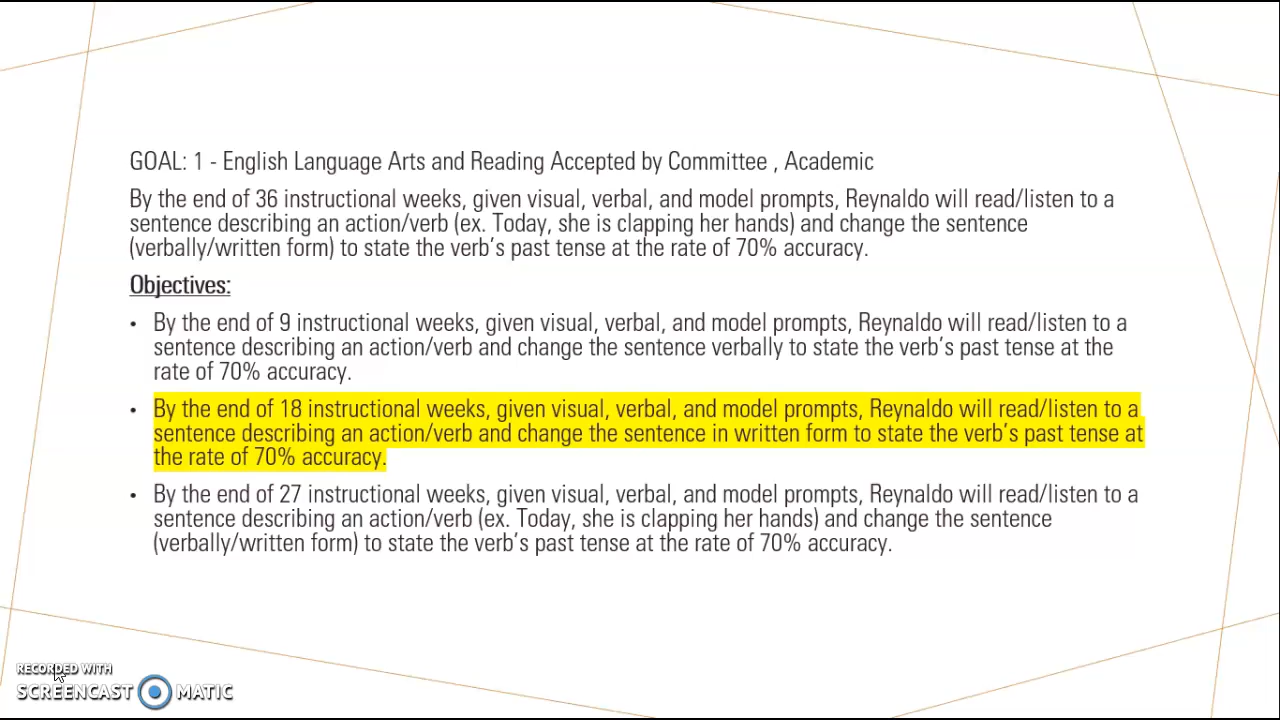 GOAL: 1 - English Language Arts and Reading Accepted by Committee , Academic
By the end of 36 instructional weeks, given visual, verbal, and model prompts, Reynaldo will read/listen to a
sentence describing an action/verb (ex. Today, she is clapping her hands) and change the sentence
(verbally/written form) to state the verb’s past tense at the rate of 70% accuracy.
Objectives:
• By the end of 9 instructional weeks, given visual, verbal, and model prompts, Reynaldo will read/listen to a
sentence describing an action/verb and change the sentence verbally to state the verb’s past tense at the
rate of 70% accuracy.
• By the end of 18 instructional weeks, given visual, verbal, and model prompts, Reynaldo will read/listen to a
sentence describing an action/verb and change the sentence in written form to state the verb’s past tense at
the rate of 70% accuracy.
• By the end of 27 instructional weeks, given visual, verbal, and model prompts, Reynaldo will read/listen to a
sentence describing an action/verb (ex. Today, she is clapping her hands) and change the sentence
(verbally/written form) to state the verb’s past tense at the rate of 70% accuracy.
RECORDED WITH
SCREENCAST MATIC